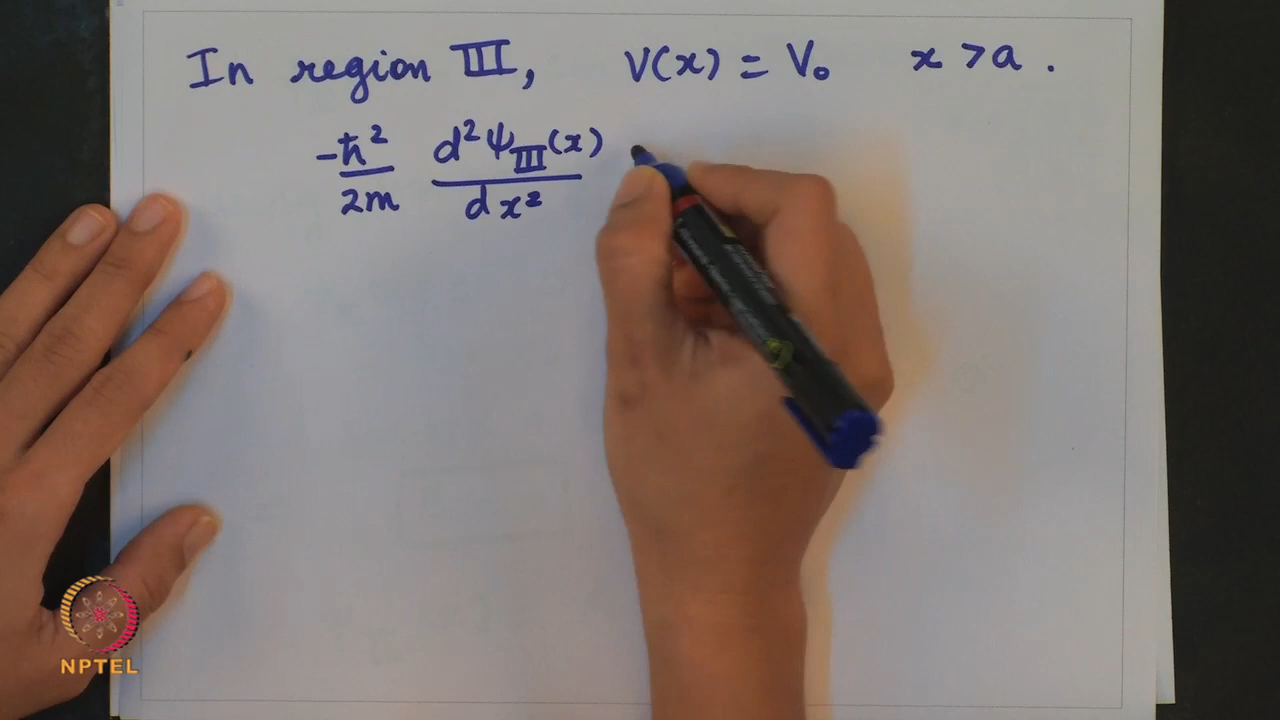 In region III, V(x) = V₀ x > a .
-ħ²/2m d²ψ_III(x)/dx²
NPTEL